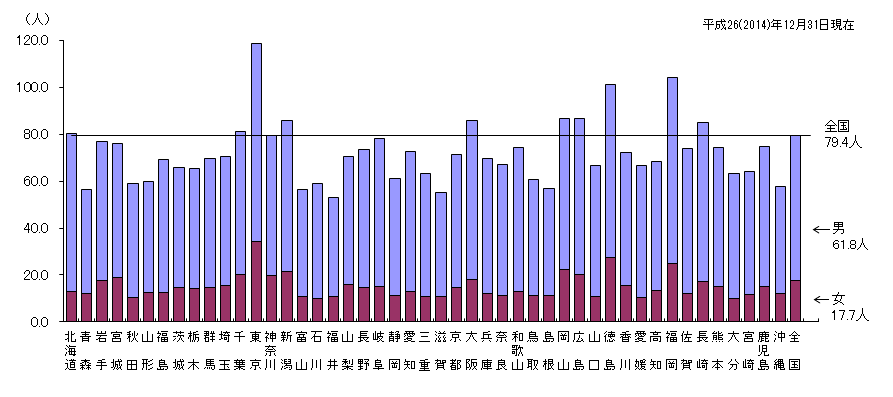 （人）
平成26(2014)年12月31日現在
120.0
100.0
80.0
60.0
40.0
20.0
0.0
全国
79.4人
男
61.8人
女
17.7人
北海道
青森
岩手
宮城
秋田
山形
福島
茨城
栃木
群馬
埼玉
千葉
東京
神奈川
新潟
富山
石川
福井
山梨
長野
岐阜
静岡
愛知
三重
滋賀
京都
大阪
兵庫
奈良
和歌山
鳥取
島根
岡山
広島
山口
徳島
香川
愛媛
高知
福岡
佐賀
長崎
熊本
大分
宮崎
鹿児島
沖縄
全国